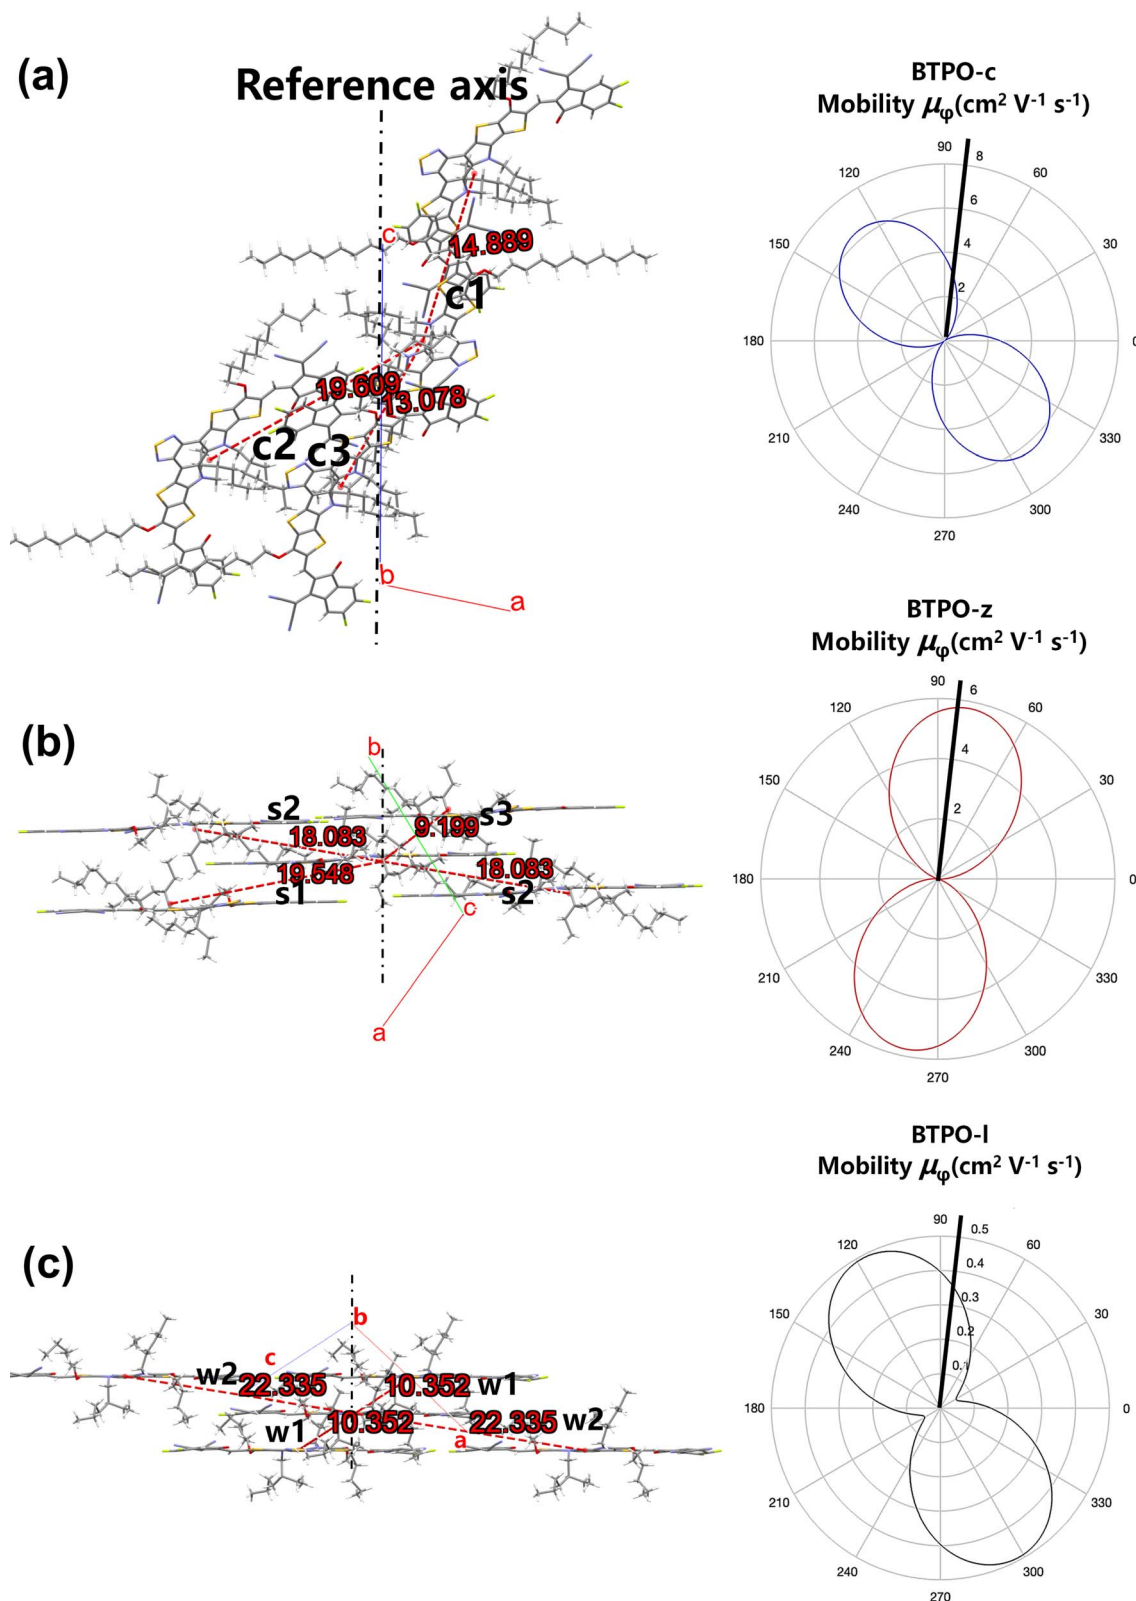 (a)
Reference axis
c
14.889
c1
19.609
13.078
c2
c3
b
a
BTPO-c
Mobility μφ(cm² V⁻¹ s⁻¹)
90
8
120
60
6
150
4
30
2
180
0
210
330
240
300
270
(b)
b
s2
s3
18.083
9.199
19.548
18.083
s1
s2
c
a
BTPO-z
Mobility μφ(cm² V⁻¹ s⁻¹)
90
6
120
60
4
150
30
2
180
0
210
330
240
300
270
(c)
b
c
w2
22.335
10.352
w1
10.352
22.335
w2
w1
a
BTPO-l
Mobility μφ(cm² V⁻¹ s⁻¹)
90
0.5
120
60
0.4
150
0.3
30
0.2
0.1
180
0
210
330
240
300
270